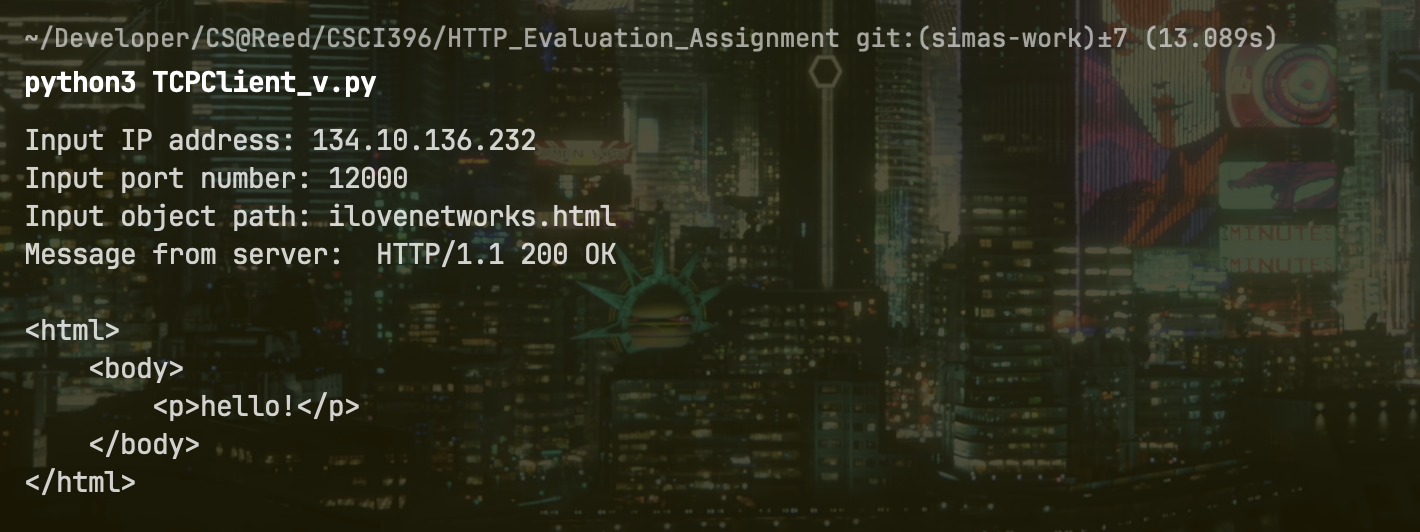 ~/Developer/CS@Reed/CSCI396/HTTP_Evaluation_Assignment git:(simas-work)±7 (13.089s)
python3 TCPClient_v.py
Input IP address: 134.10.136.232
Input port number: 12000
Input object path: ilovenetworks.html
Message from server:  HTTP/1.1 200 OK
<html>
    <body>
        <p>hello!</p>
    </body>
</html>
MINUTES
MINUTES